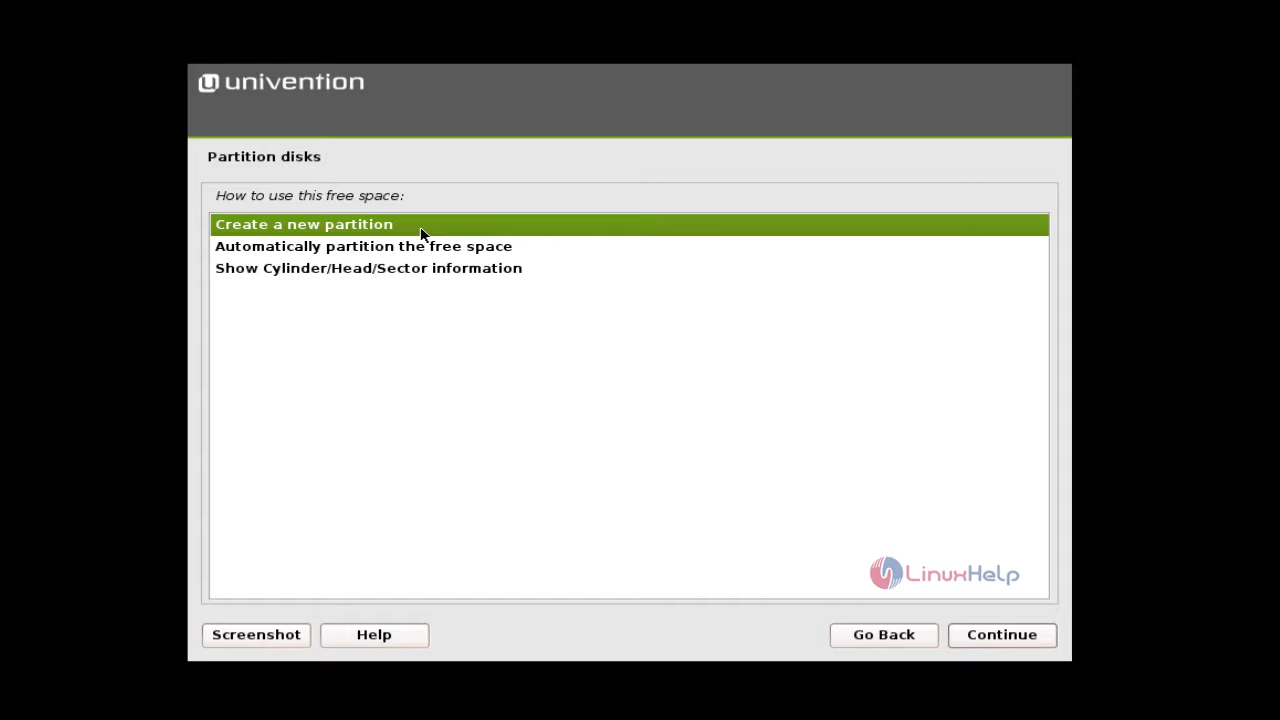 univention
Partition disks
How to use this free space:
Create a new partition
Automatically partition the free space
Show Cylinder/Head/Sector information
LinuxHelp
Screenshot
Help
Go Back
Continue